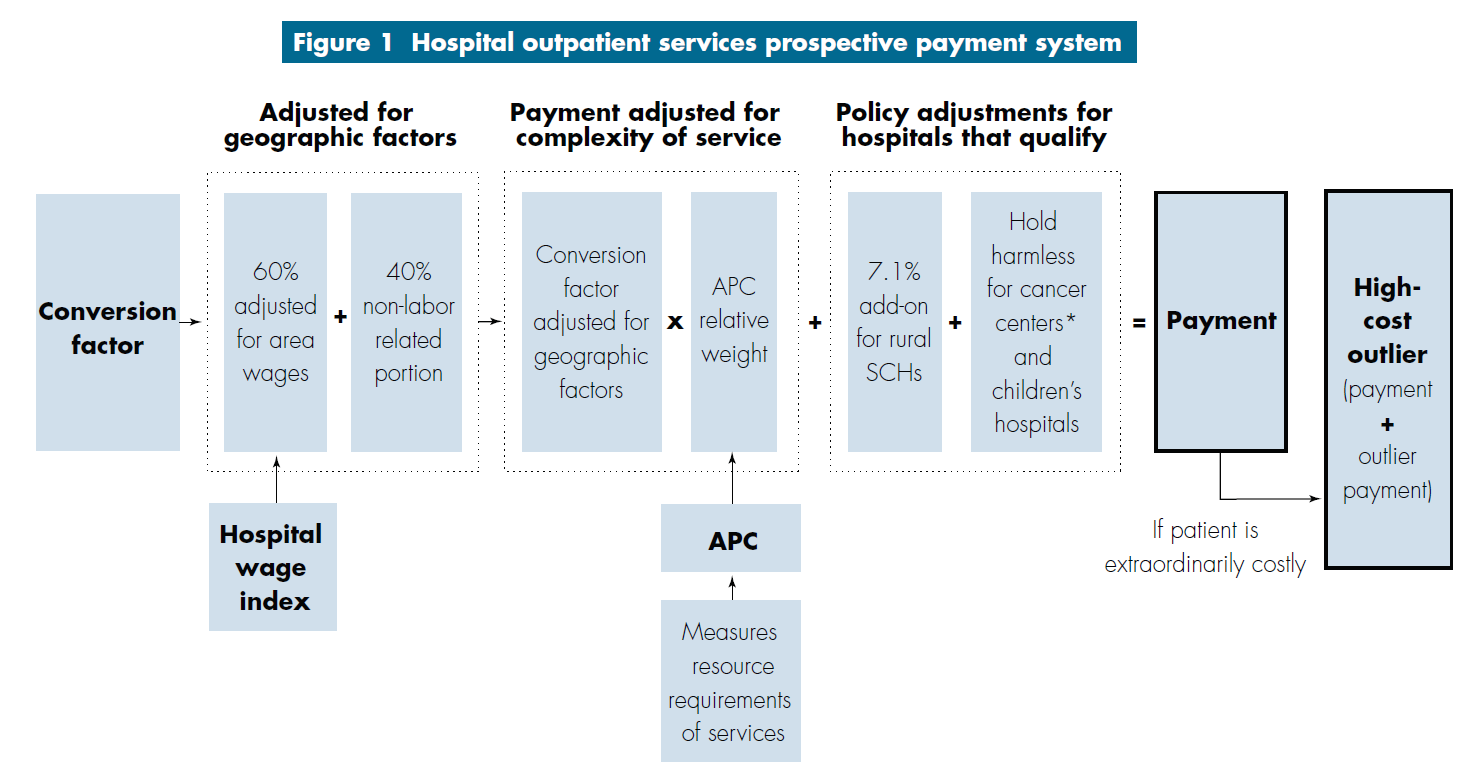 Figure 1 Hospital outpatient services prospective payment system
Adjusted for
geographic factors
Payment adjusted for
complexity of service
Policy adjustments for
hospitals that qualify
Conversion
factor
60%
adjusted
for area
wages
+
40%
non-labor
related
portion
Conversion
factor
adjusted for
geographic
factors
x
APC
relative
weight
+
7.1%
add-on
for rural
SCHs
+
Hold
harmless
for cancer
centers*
and
children’s
hospitals
=
Payment
High-
cost
outlier
(payment
+
outlier
payment)
Hospital
wage
index
APC
If patient is
extraordinarily costly
Measures
resource
requirements
of services